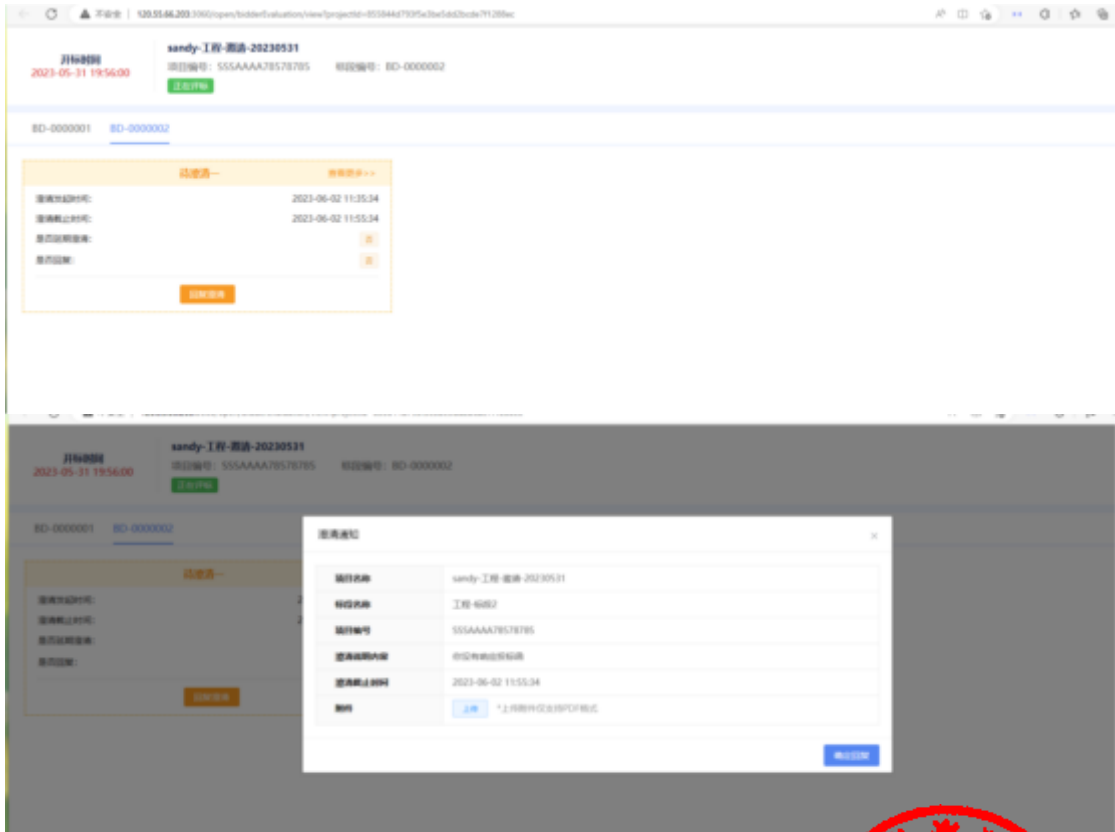 不安全 | 120.55.66.203:3060/open/bidderEvaluation/view?projectId=
开标时间
2023-05-31 19:56:00
sandy-工程-邀请-20230531
项目编号: SSSAAAA78578785 标段编号: BD-0000002
正在评标
BD-0000001 BD-0000002
待澄清一 查看更多>>
澄清发起时间: 2023-06-02 11:35:34
澄清截止时间: 2023-06-02 11:55:34
是否延期澄清: 否
是否回复: 否
回复澄清
开标时间
2023-05-31 19:56:00
sandy-工程-邀请-20230531
项目编号: SSSAAAA78578785 标段编号: BD-0000002
正在评标
BD-0000001 BD-0000002
待澄清一
澄清发起时间:
澄清截止时间:
是否延期澄清:
是否回复:
回复澄清
澄清通知
项目名称 sandy-工程-邀请-20230531
标段名称 工程-标段2
项目编号 SSSAAAA78578785
澄清说明内容 你没有响应招标函
澄清截止时间 2023-06-02 11:55:34
附件 上传 *上传附件仅支持PDF格式
确定回复